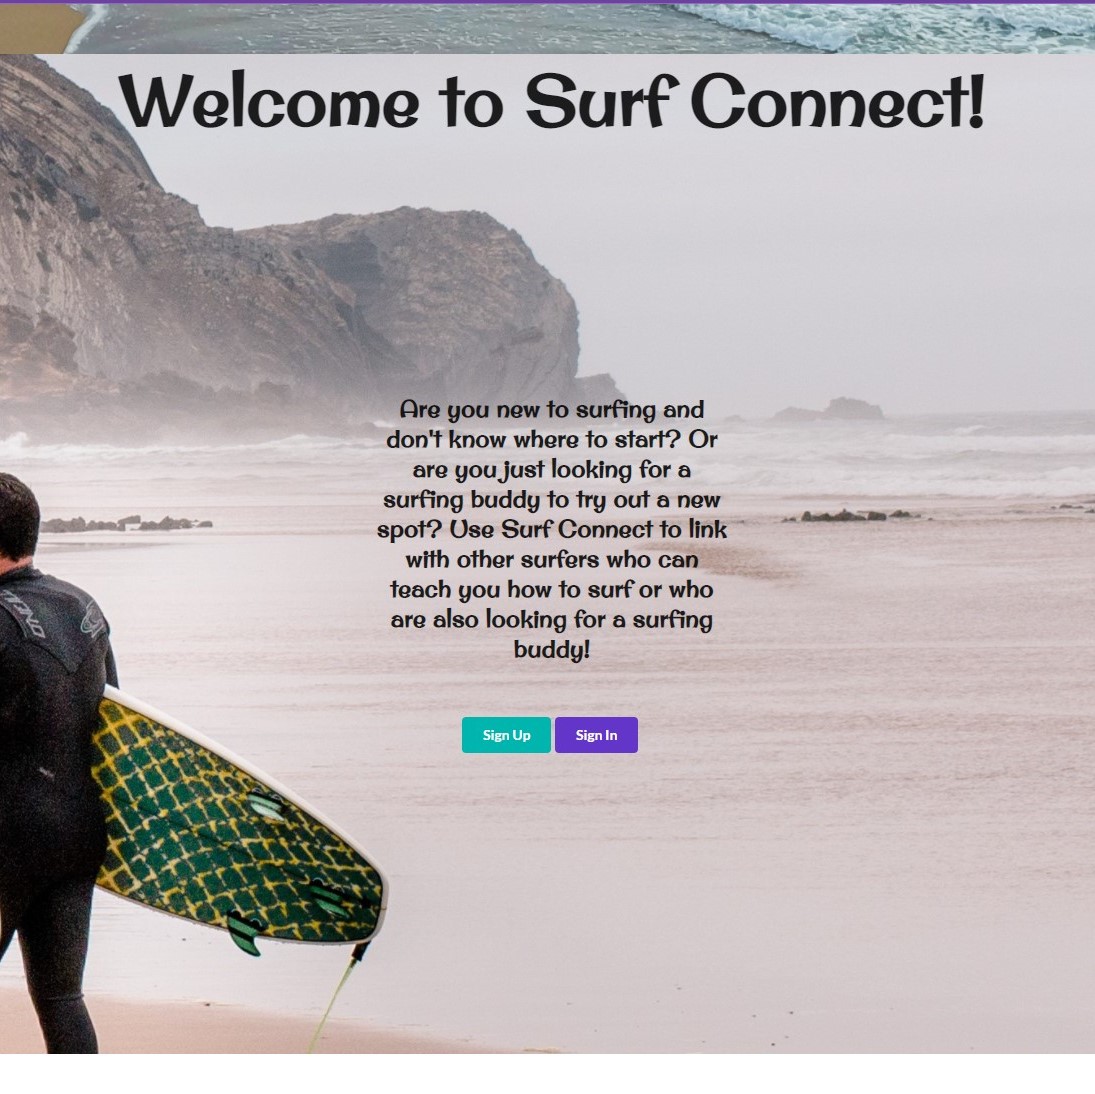 Welcome to Surf Connect!
Are you new to surfing and
don't know where to start? Or
are you just looking for a
surfing buddy to try out a new
spot? Use Surf Connect to link
with other surfers who can
teach you how to surf or who
are also looking for a surfing
buddy!
Sign Up Sign In
O'NEILL